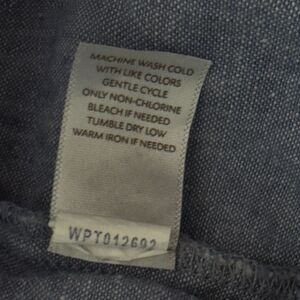 MACHINE WASH COLD
WITH LIKE COLORS
GENTLE CYCLE
ONLY NON-CHLORINE
BLEACH IF NEEDED
TUMBLE DRY LOW
WARM IRON IF NEEDED
WPT012692